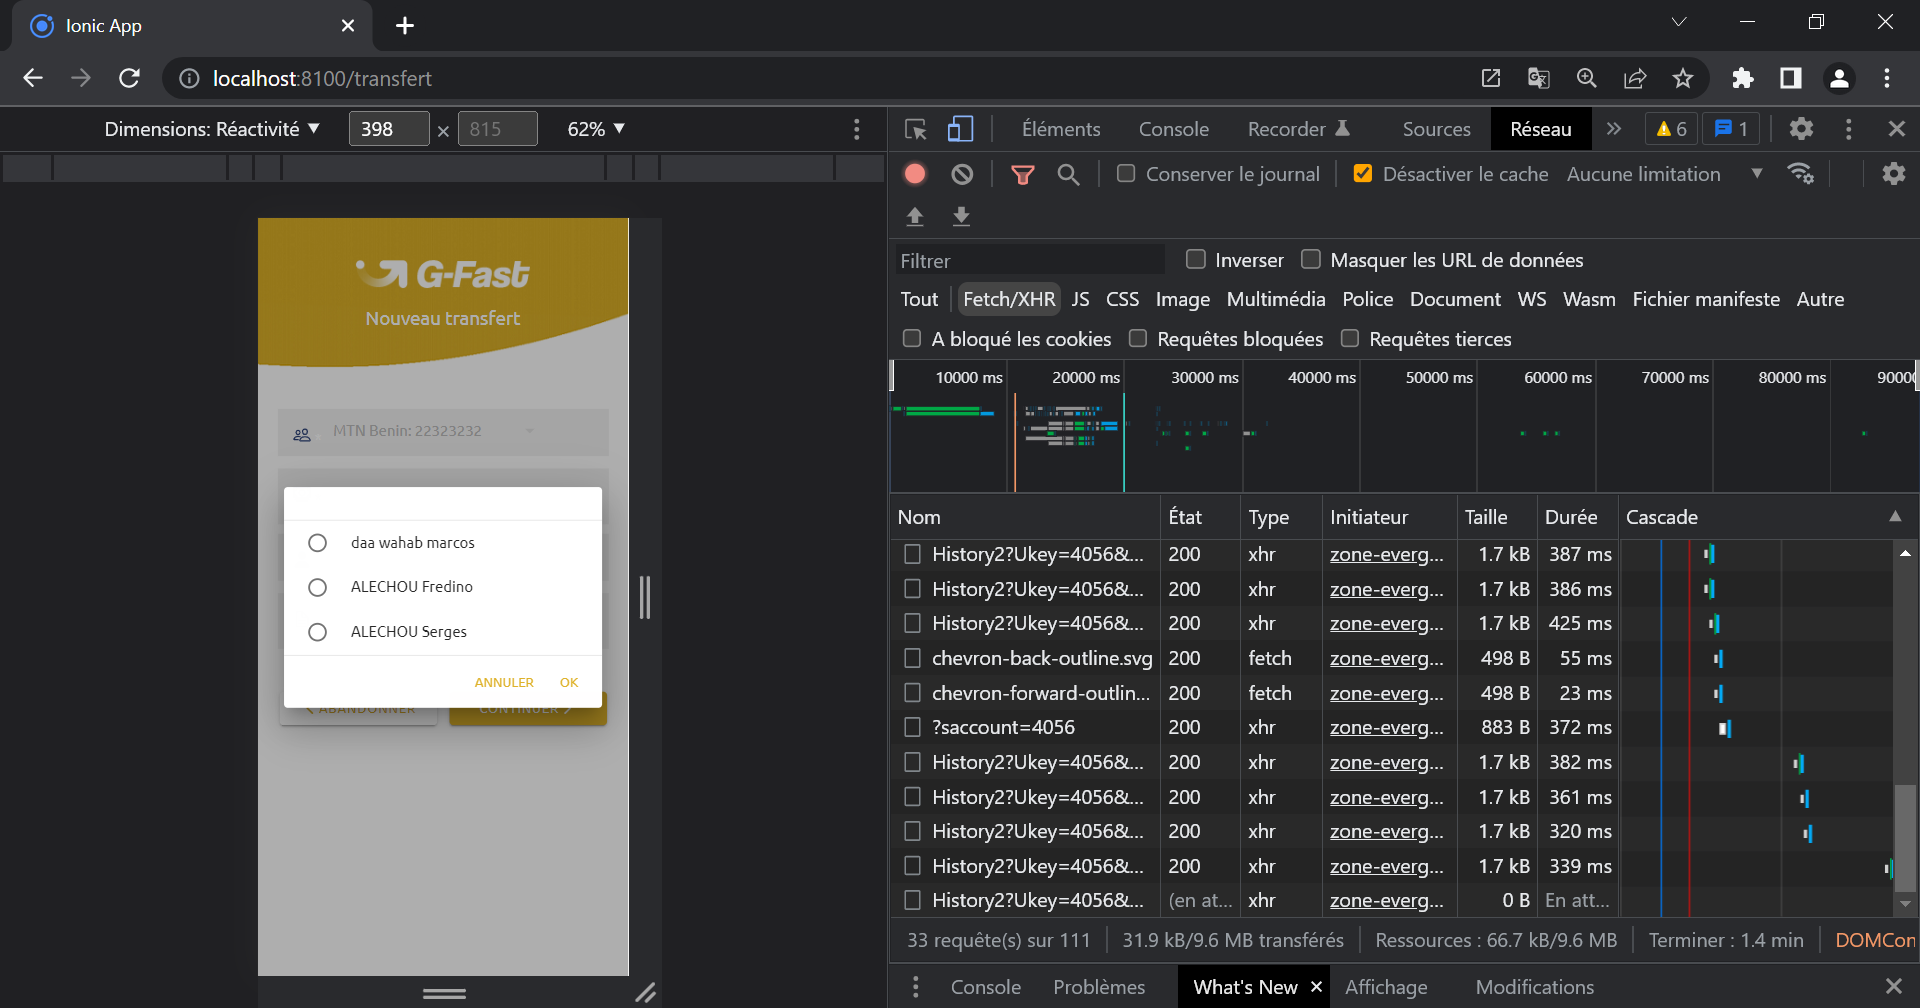 Ionic App
localhost:8100/transfert
Dimensions: Réactivité ▼ 398 × 815 62% ▼
G-Fast
Nouveau transfert
MTN Benin: 22323232
daa wahab marcos
ALECHOU Fredino
ALECHOU Serges
ANNULER OK
ABANDONNER CONTINUER
Éléments Console Recorder Sources Réseau » 6 1
Conserver le journal Désactiver le cache Aucune limitation ▼
Filtrer Inverser Masquer les URL de données
Tout Fetch/XHR JS CSS Image Multimédia Police Document WS Wasm Fichier manifeste Autre
A bloqué les cookies Requêtes bloquées Requêtes tierces
10000 ms 20000 ms 30000 ms 40000 ms 50000 ms 60000 ms 70000 ms 80000 ms
Nom État Type Initiateur Taille Durée Cascade ▲
History2?Ukey=4056&... 200 xhr zone-everg... 1.7 kB 387 ms
History2?Ukey=4056&... 200 xhr zone-everg... 1.7 kB 386 ms
History2?Ukey=4056&... 200 xhr zone-everg... 1.7 kB 425 ms
chevron-back-outline.svg 200 fetch zone-everg... 498 B 55 ms
chevron-forward-outlin... 200 fetch zone-everg... 498 B 23 ms
?saccount=4056 200 xhr zone-everg... 883 B 372 ms
History2?Ukey=4056&... 200 xhr zone-everg... 1.7 kB 382 ms
History2?Ukey=4056&... 200 xhr zone-everg... 1.7 kB 361 ms
History2?Ukey=4056&... 200 xhr zone-everg... 1.7 kB 320 ms
History2?Ukey=4056&... 200 xhr zone-everg... 1.7 kB 339 ms
History2?Ukey=4056&... (en at... xhr zone-everg... 0 B En att...
33 requête(s) sur 111 31.9 kB/9.6 MB transférés Ressources : 66.7 kB/9.6 MB Terminer : 1.4 min DOMCon
Console Problèmes What's New × Affichage Modifications